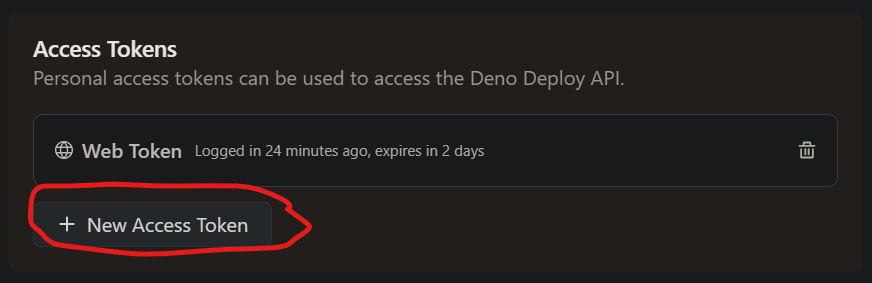 Access Tokens
Personal access tokens can be used to access the Deno Deploy API.
Web Token Logged in 24 minutes ago, expires in 2 days
+ New Access Token